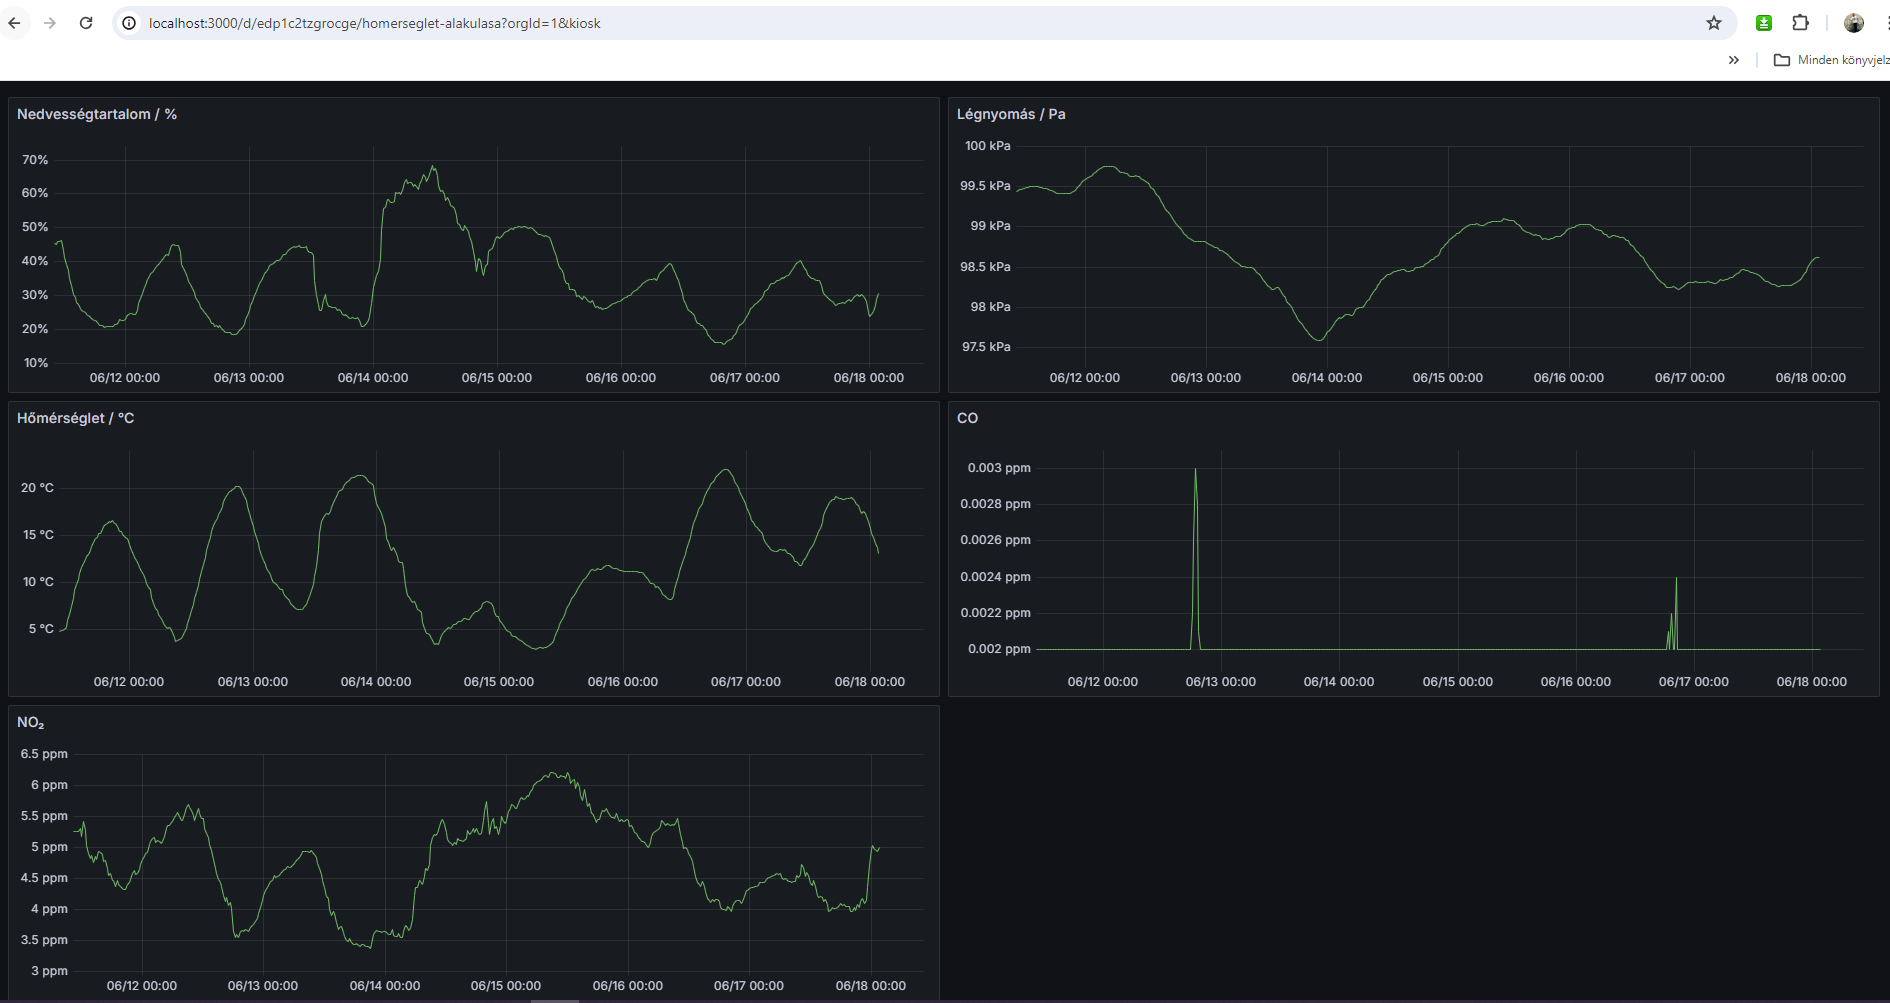 localhost:3000/d/edp1c2tzgrocge/homerseglet-alakulasa?orgId=1&kiosk
Minden könyvjelz
Nedvességtartalom / %
70%
60%
50%
40%
30%
20%
10%
06/12 00:00 06/13 00:00 06/14 00:00 06/15 00:00 06/16 00:00 06/17 00:00 06/18 00:00
Légnyomás / Pa
100 kPa
99.5 kPa
99 kPa
98.5 kPa
98 kPa
97.5 kPa
06/12 00:00 06/13 00:00 06/14 00:00 06/15 00:00 06/16 00:00 06/17 00:00 06/18 00:00
Hőmérséglet / °C
20 °C
15 °C
10 °C
5 °C
06/12 00:00 06/13 00:00 06/14 00:00 06/15 00:00 06/16 00:00 06/17 00:00 06/18 00:00
CO
0.003 ppm
0.0028 ppm
0.0026 ppm
0.0024 ppm
0.0022 ppm
0.002 ppm
06/12 00:00 06/13 00:00 06/14 00:00 06/15 00:00 06/16 00:00 06/17 00:00 06/18 00:00
NO₂
6.5 ppm
6 ppm
5.5 ppm
5 ppm
4.5 ppm
4 ppm
3.5 ppm
3 ppm
06/12 00:00 06/13 00:00 06/14 00:00 06/15 00:00 06/16 00:00 06/17 00:00 06/18 00:00